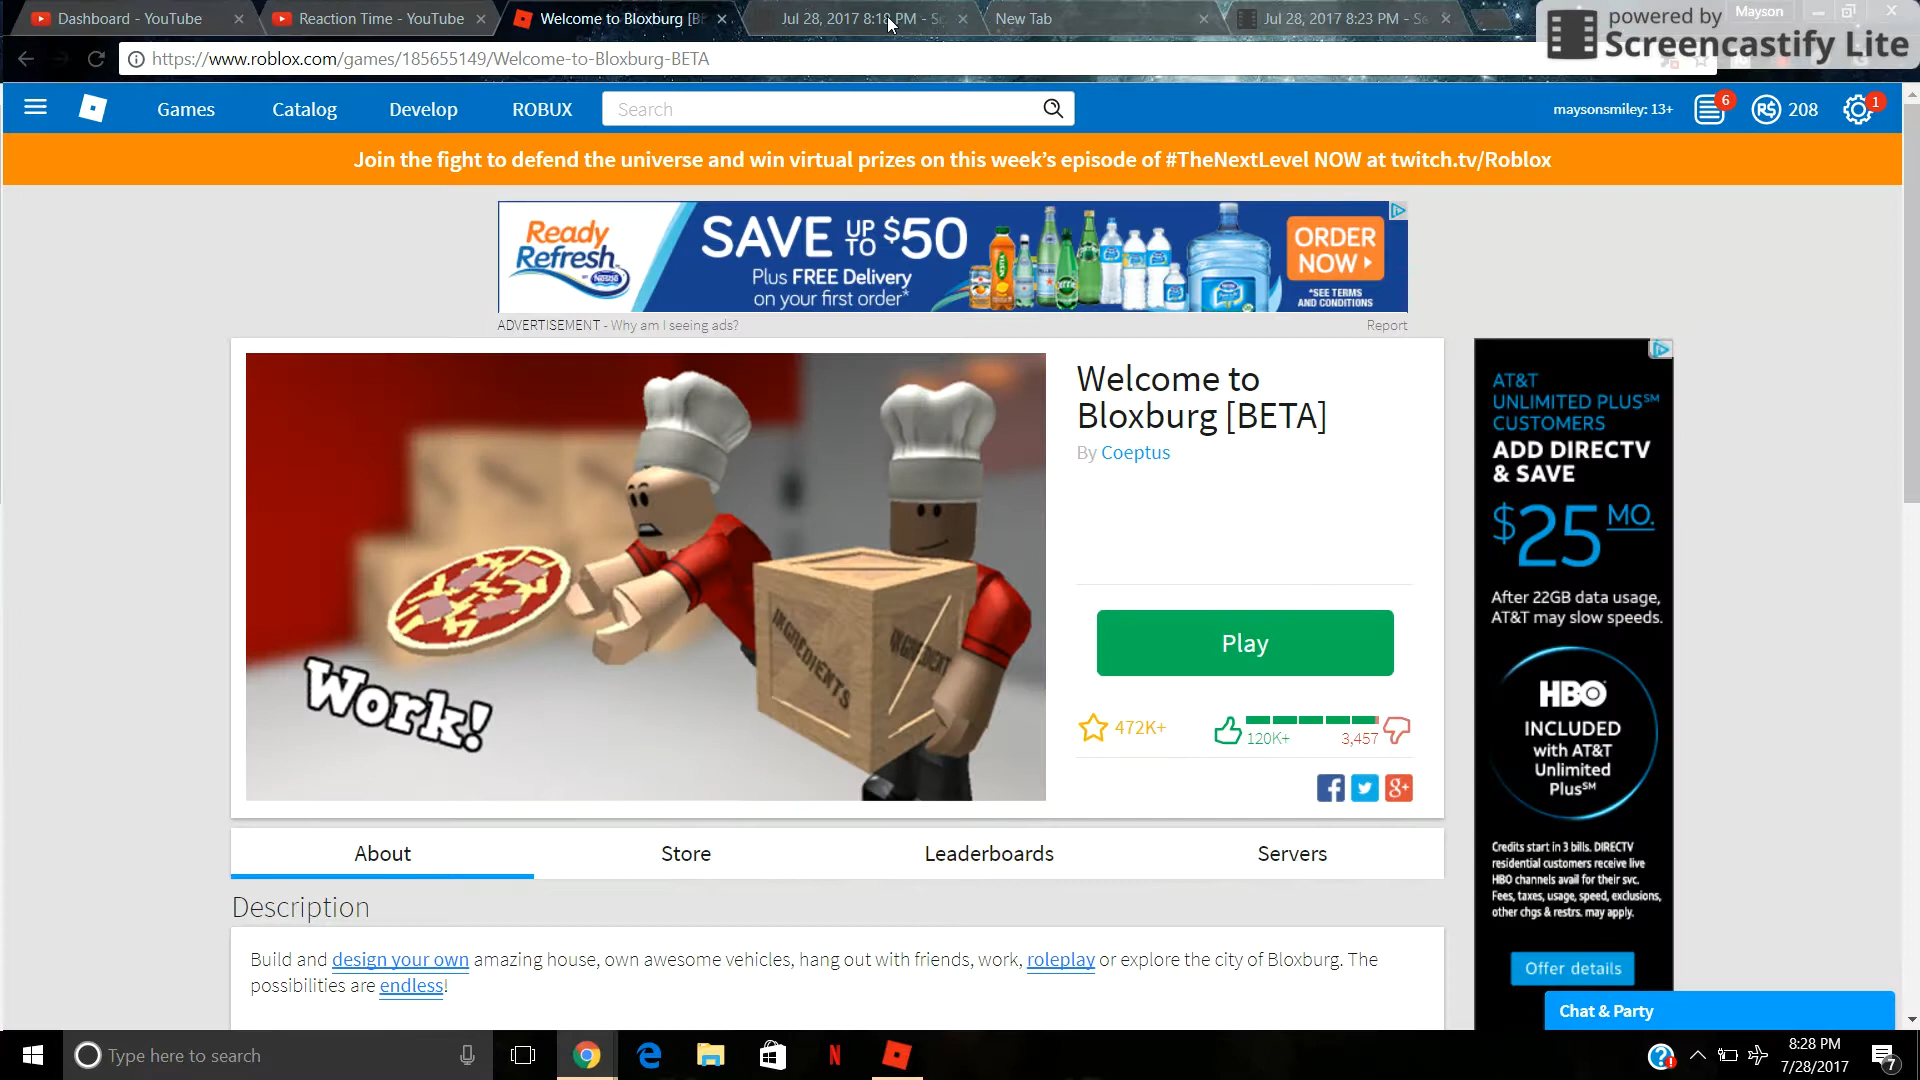 Dashboard - YouTube
Reaction Time - YouTube
Welcome to Bloxburg [B
Jul 28, 2017 8:18 PM - Sc
New Tab
Jul 28, 2017 8:23 PM - Sc
Mayson
powered by
Screencastify Lite
https://www.roblox.com/games/185655149/Welcome-to-Bloxburg-BETA
Games
Catalog
Develop
ROBUX
Search
maysonsmiley: 13+
6
R$ 208
1
Join the fight to defend the universe and win virtual prizes on this week's episode of #TheNextLevel NOW at twitch.tv/Roblox
Ready
Refresh
by Nestlé
SAVE UP TO $50
Plus FREE Delivery
on your first order*
ORDER
NOW
*SEE TERMS
AND CONDITIONS
ADVERTISEMENT - Why am I seeing ads?
Report
Work!
INGREDIENTS
INGREDIENT
Welcome to
Bloxburg [BETA]
By Coeptus
Play
472K+
120K+
3,457
g+
AT&T
UNLIMITED PLUS℠
CUSTOMERS
ADD DIRECTV
& SAVE
$25 MO.
After 22GB data usage,
AT&T may slow speeds.
HBO
INCLUDED
with AT&T
Unlimited
Plus℠
Credits start in 3 bills. DIRECTV
residential customers receive live
HBO channels avail for their svc.
Fees, taxes, usage, speed, exclusions,
other chgs & restrs. may apply.
Offer details
About
Store
Leaderboards
Servers
Description
Build and design your own amazing house, own awesome vehicles, hang out with friends, work, roleplay or explore the city of Bloxburg. The
possibilities are endless!
Chat & Party
Type here to search
8:28 PM
7/28/2017
7